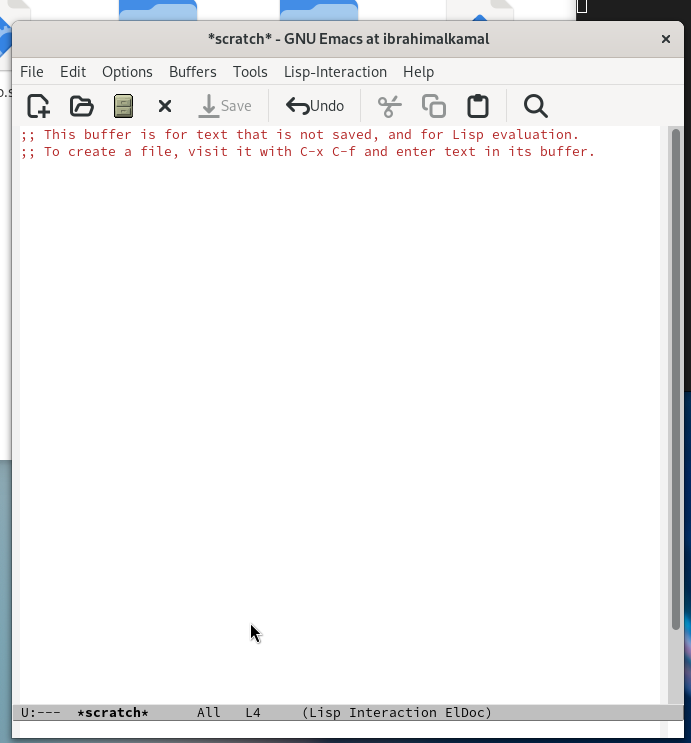 *scratch* - GNU Emacs at ibrahimalkamal
File Edit Options Buffers Tools Lisp-Interaction Help
Save Undo
;; This buffer is for text that is not saved, and for Lisp evaluation.
;; To create a file, visit it with C-x C-f and enter text in its buffer.
U:--- *scratch* All L4 (Lisp Interaction ElDoc)